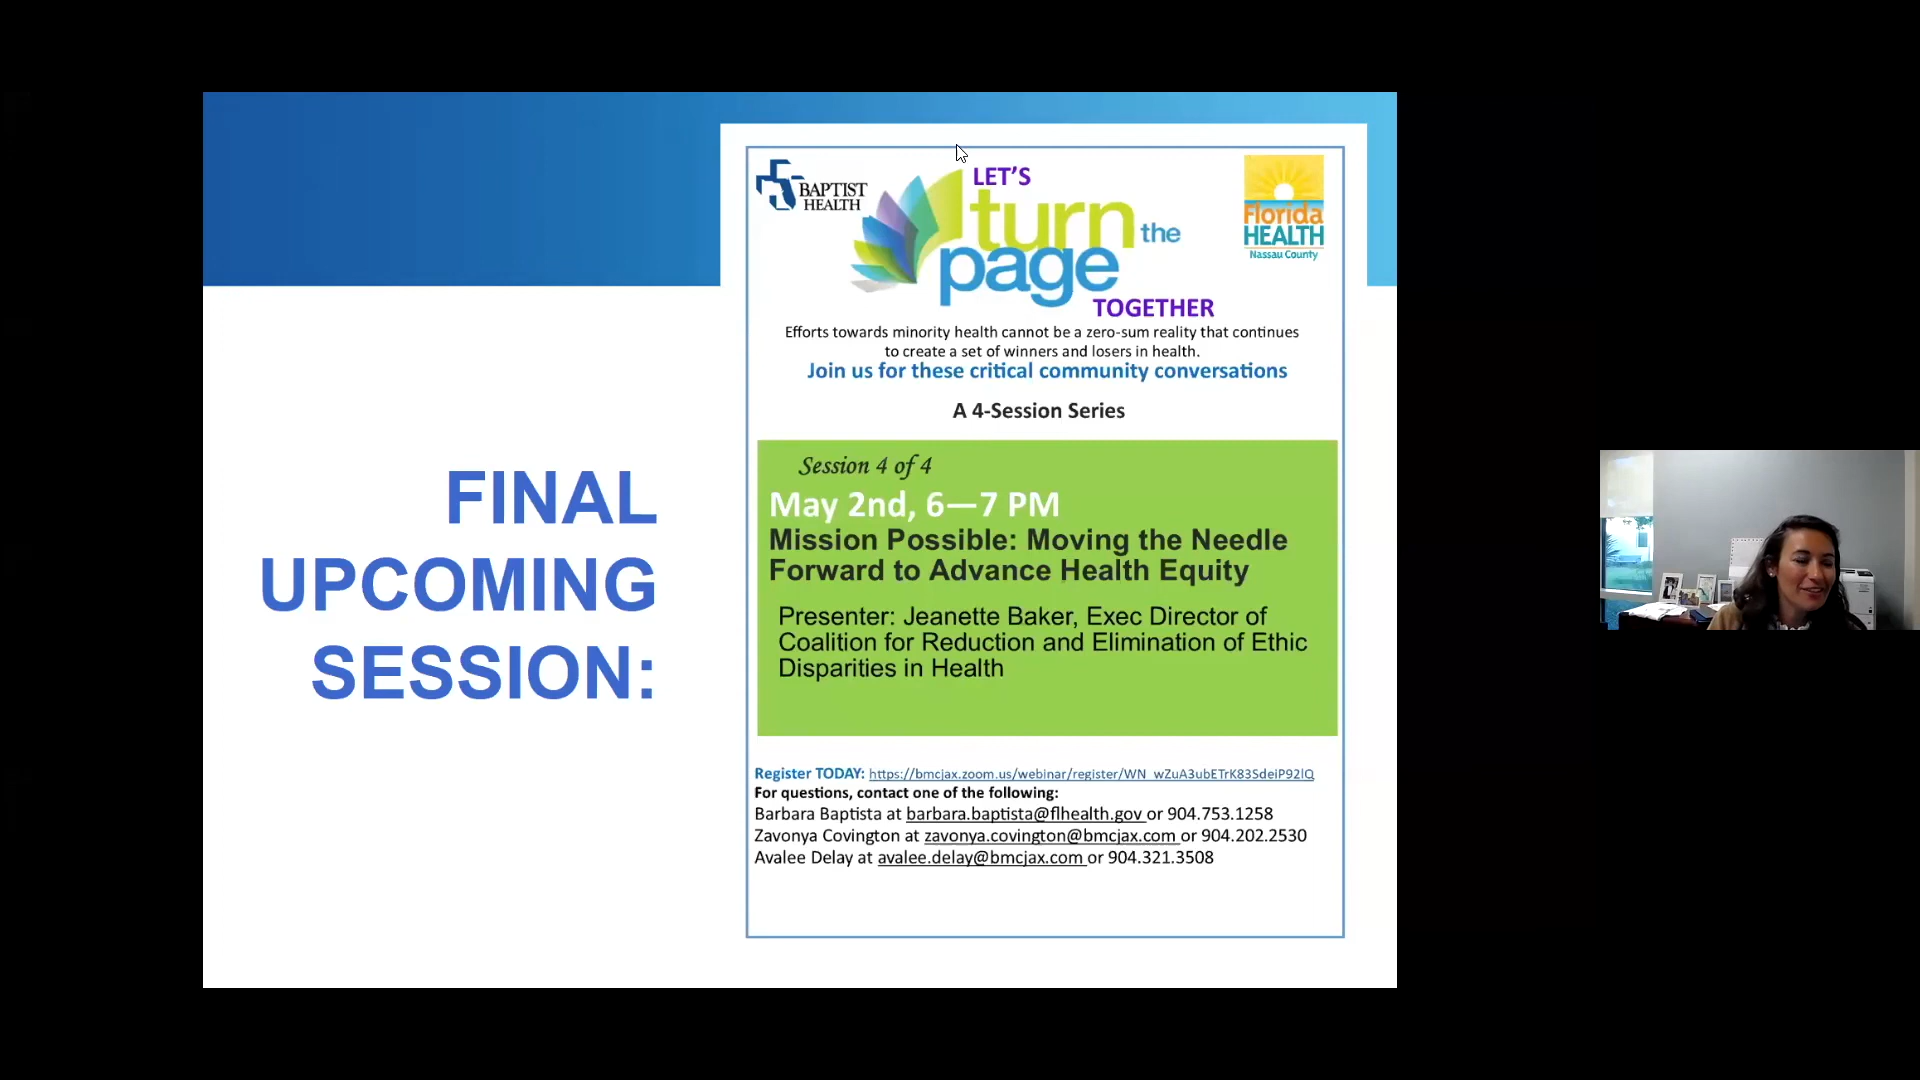 FINAL
UPCOMING
SESSION:
BAPTIST
HEALTH
LET'S
turn the
page
TOGETHER
Florida
HEALTH
Nassau County
Efforts towards minority health cannot be a zero-sum reality that continues
to create a set of winners and losers in health.
Join us for these critical community conversations
A 4-Session Series
Session 4 of 4
May 2nd, 6—7 PM
Mission Possible: Moving the Needle
Forward to Advance Health Equity
Presenter: Jeanette Baker, Exec Director of
Coalition for Reduction and Elimination of Ethic
Disparities in Health
Register TODAY: https://bmcjax.zoom.us/webinar/register/WN_wZuA3ubETrK83SdeiP92lQ
For questions, contact one of the following:
Barbara Baptista at barbara.baptista@flhealth.gov or 904.753.1258
Zavonya Covington at zavonya.covington@bmcjax.com or 904.202.2530
Avalee Delay at avalee.delay@bmcjax.com or 904.321.3508